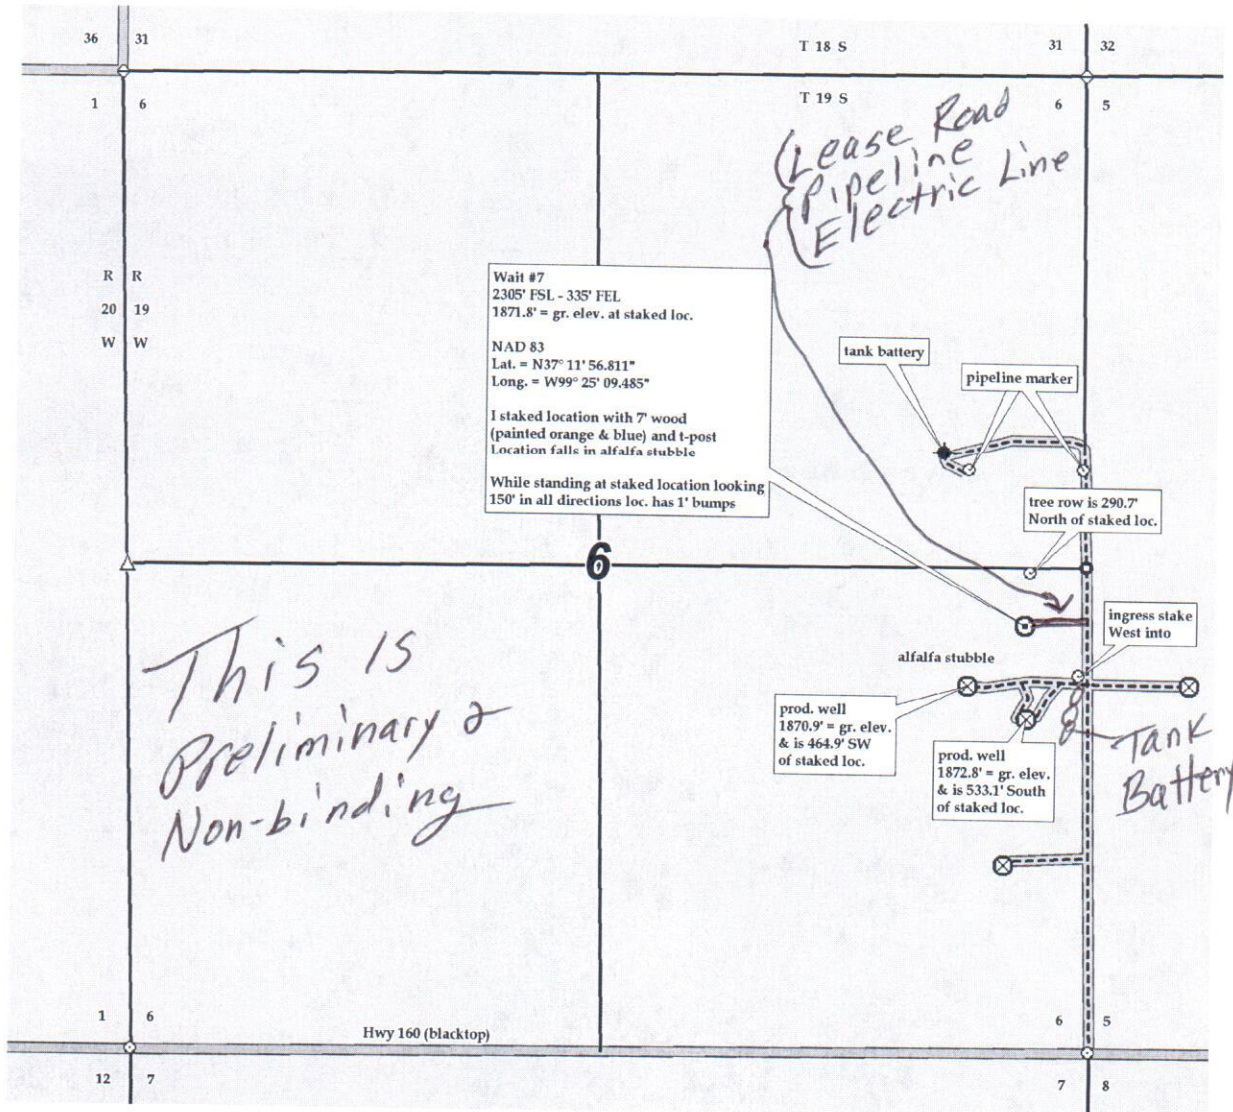 36 31
T 18 S
31 32
1 6
T 19 S
6 5
(Lease Road
Pipeline
Electric Line
R R
20 19
W W
Wait #7
2305' FSL - 335' FEL
1871.8' = gr. elev. at staked loc.
NAD 83
Lat. = N37° 11' 56.811"
Long. = W99° 25' 09.485"
I staked location with 7' wood
(painted orange & blue) and t-post
Location falls in alfalfa stubble
While standing at staked location looking
150' in all directions loc. has 1' bumps
tank battery
pipeline marker
tree row is 290.7'
North of staked loc.
6
ingress stake
West into
alfalfa stubble
prod. well
1870.9' = gr. elev.
& is 464.9' SW
of staked loc.
prod. well
1872.8' = gr. elev.
& is 533.1' South
of staked loc.
Tank
Battery
This is
Preliminary &
Non-binding
1 6
Hwy 160 (blacktop)
6 5
12 7
7 8